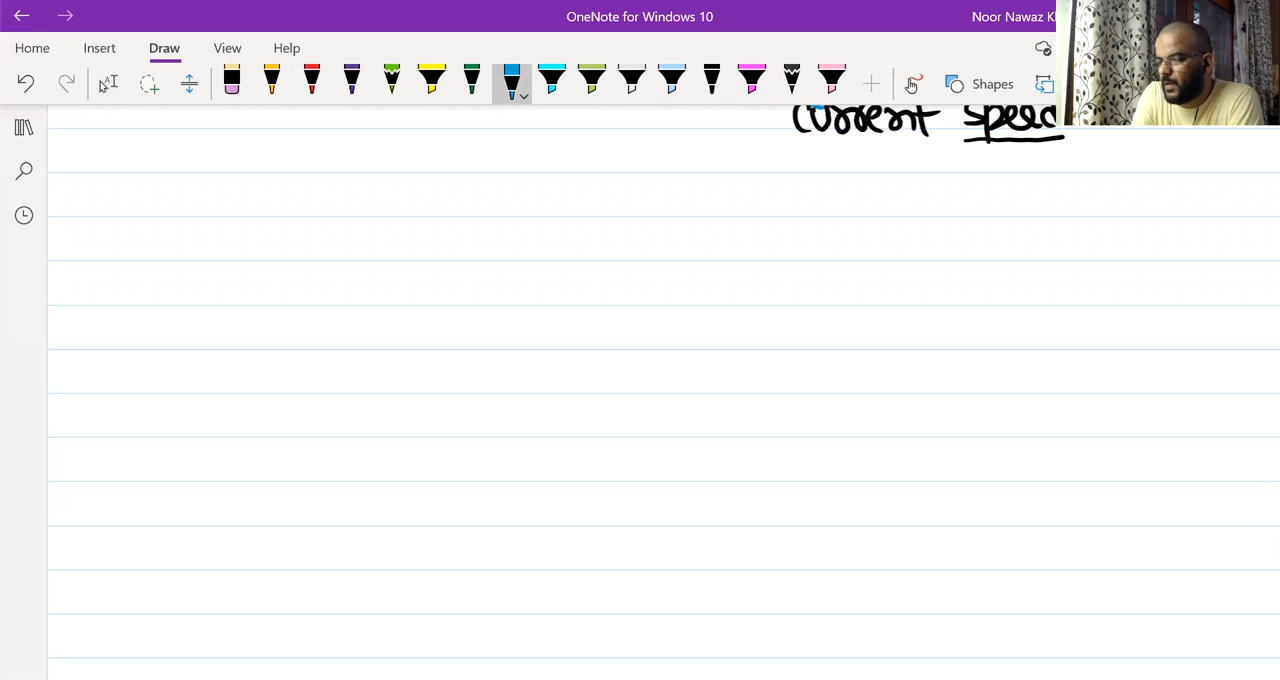 OneNote for Windows 10
Noor Nawaz K
Home Insert Draw View Help
Shapes
Current speed